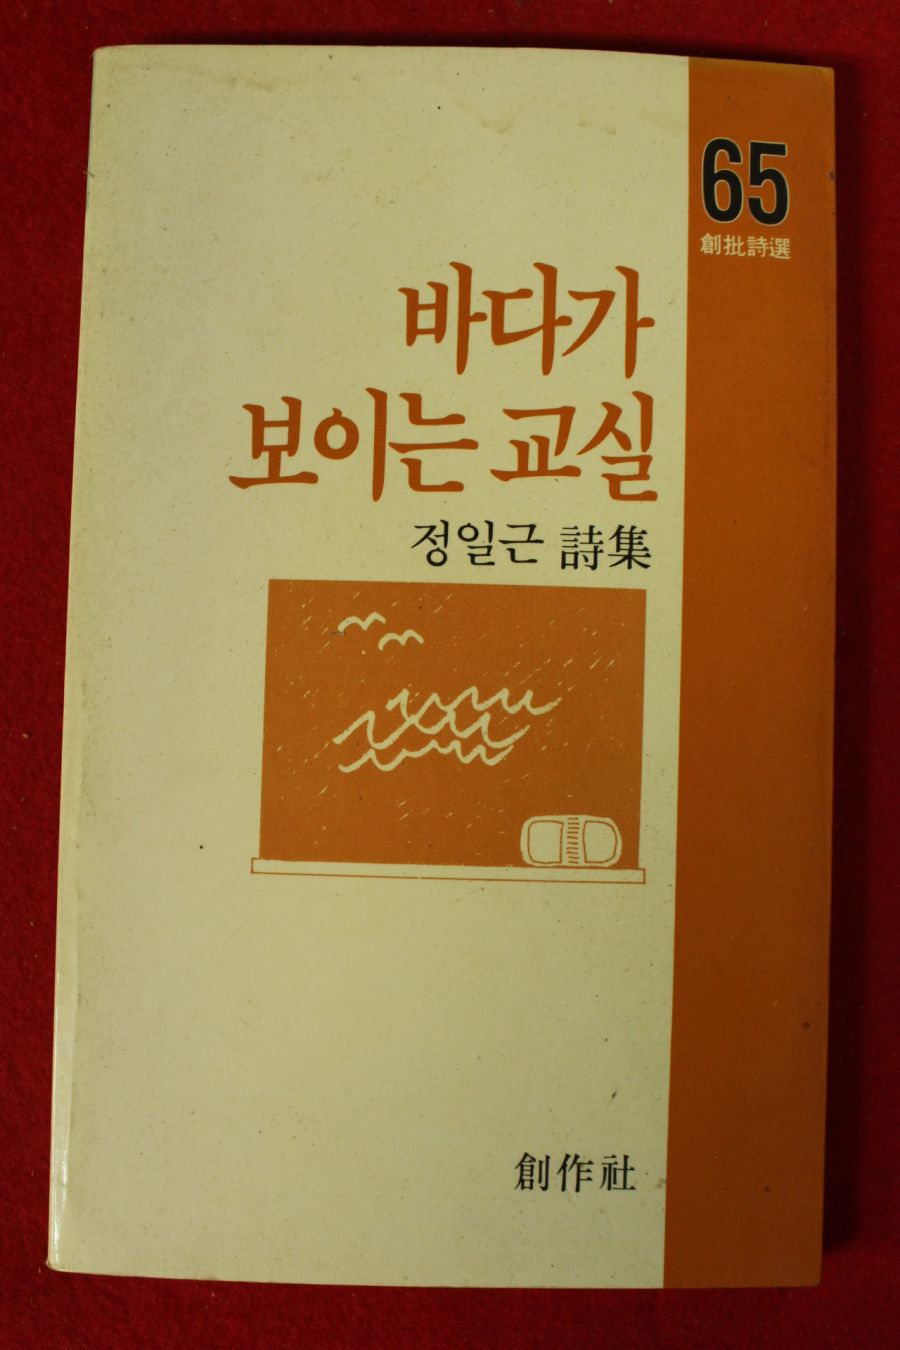 65
創批詩選
바다가
보이는 교실
정일근 詩集
創作社